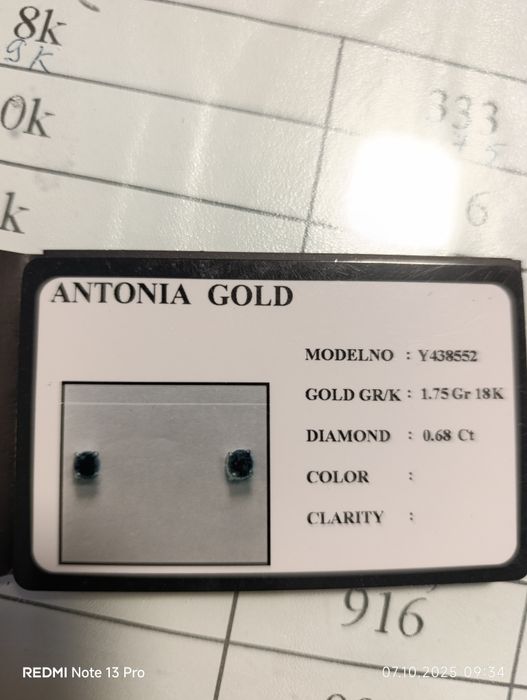 8k
9K
333
0k
6
k
ANTONIA GOLD
MODELNO : Y438552
GOLD GR/K : 1.75 Gr 18K
DIAMOND : 0.68 Ct
COLOR :
CLARITY :
916
REDMI Note 13 Pro
07.10.2025 09:34